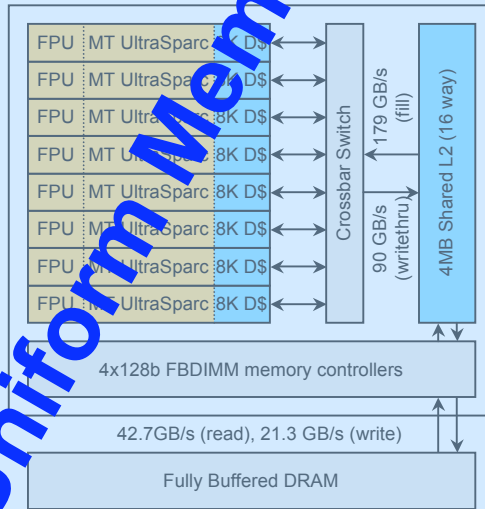 FPU MT UltraSparc 8K D$
FPU MT UltraSparc 8K D$
FPU MT UltraSparc 8K D$
FPU MT UltraSparc 8K D$
FPU MT UltraSparc 8K D$
FPU MT UltraSparc 8K D$
FPU MT UltraSparc 8K D$
FPU MT UltraSparc 8K D$
Crossbar Switch
179 GB/s
(fill)
90 GB/s
(writethru)
4MB Shared L2 (16 way)
4x128b FBDIMM memory controllers
42.7GB/s (read), 21.3 GB/s (write)
Fully Buffered DRAM
niform Mem